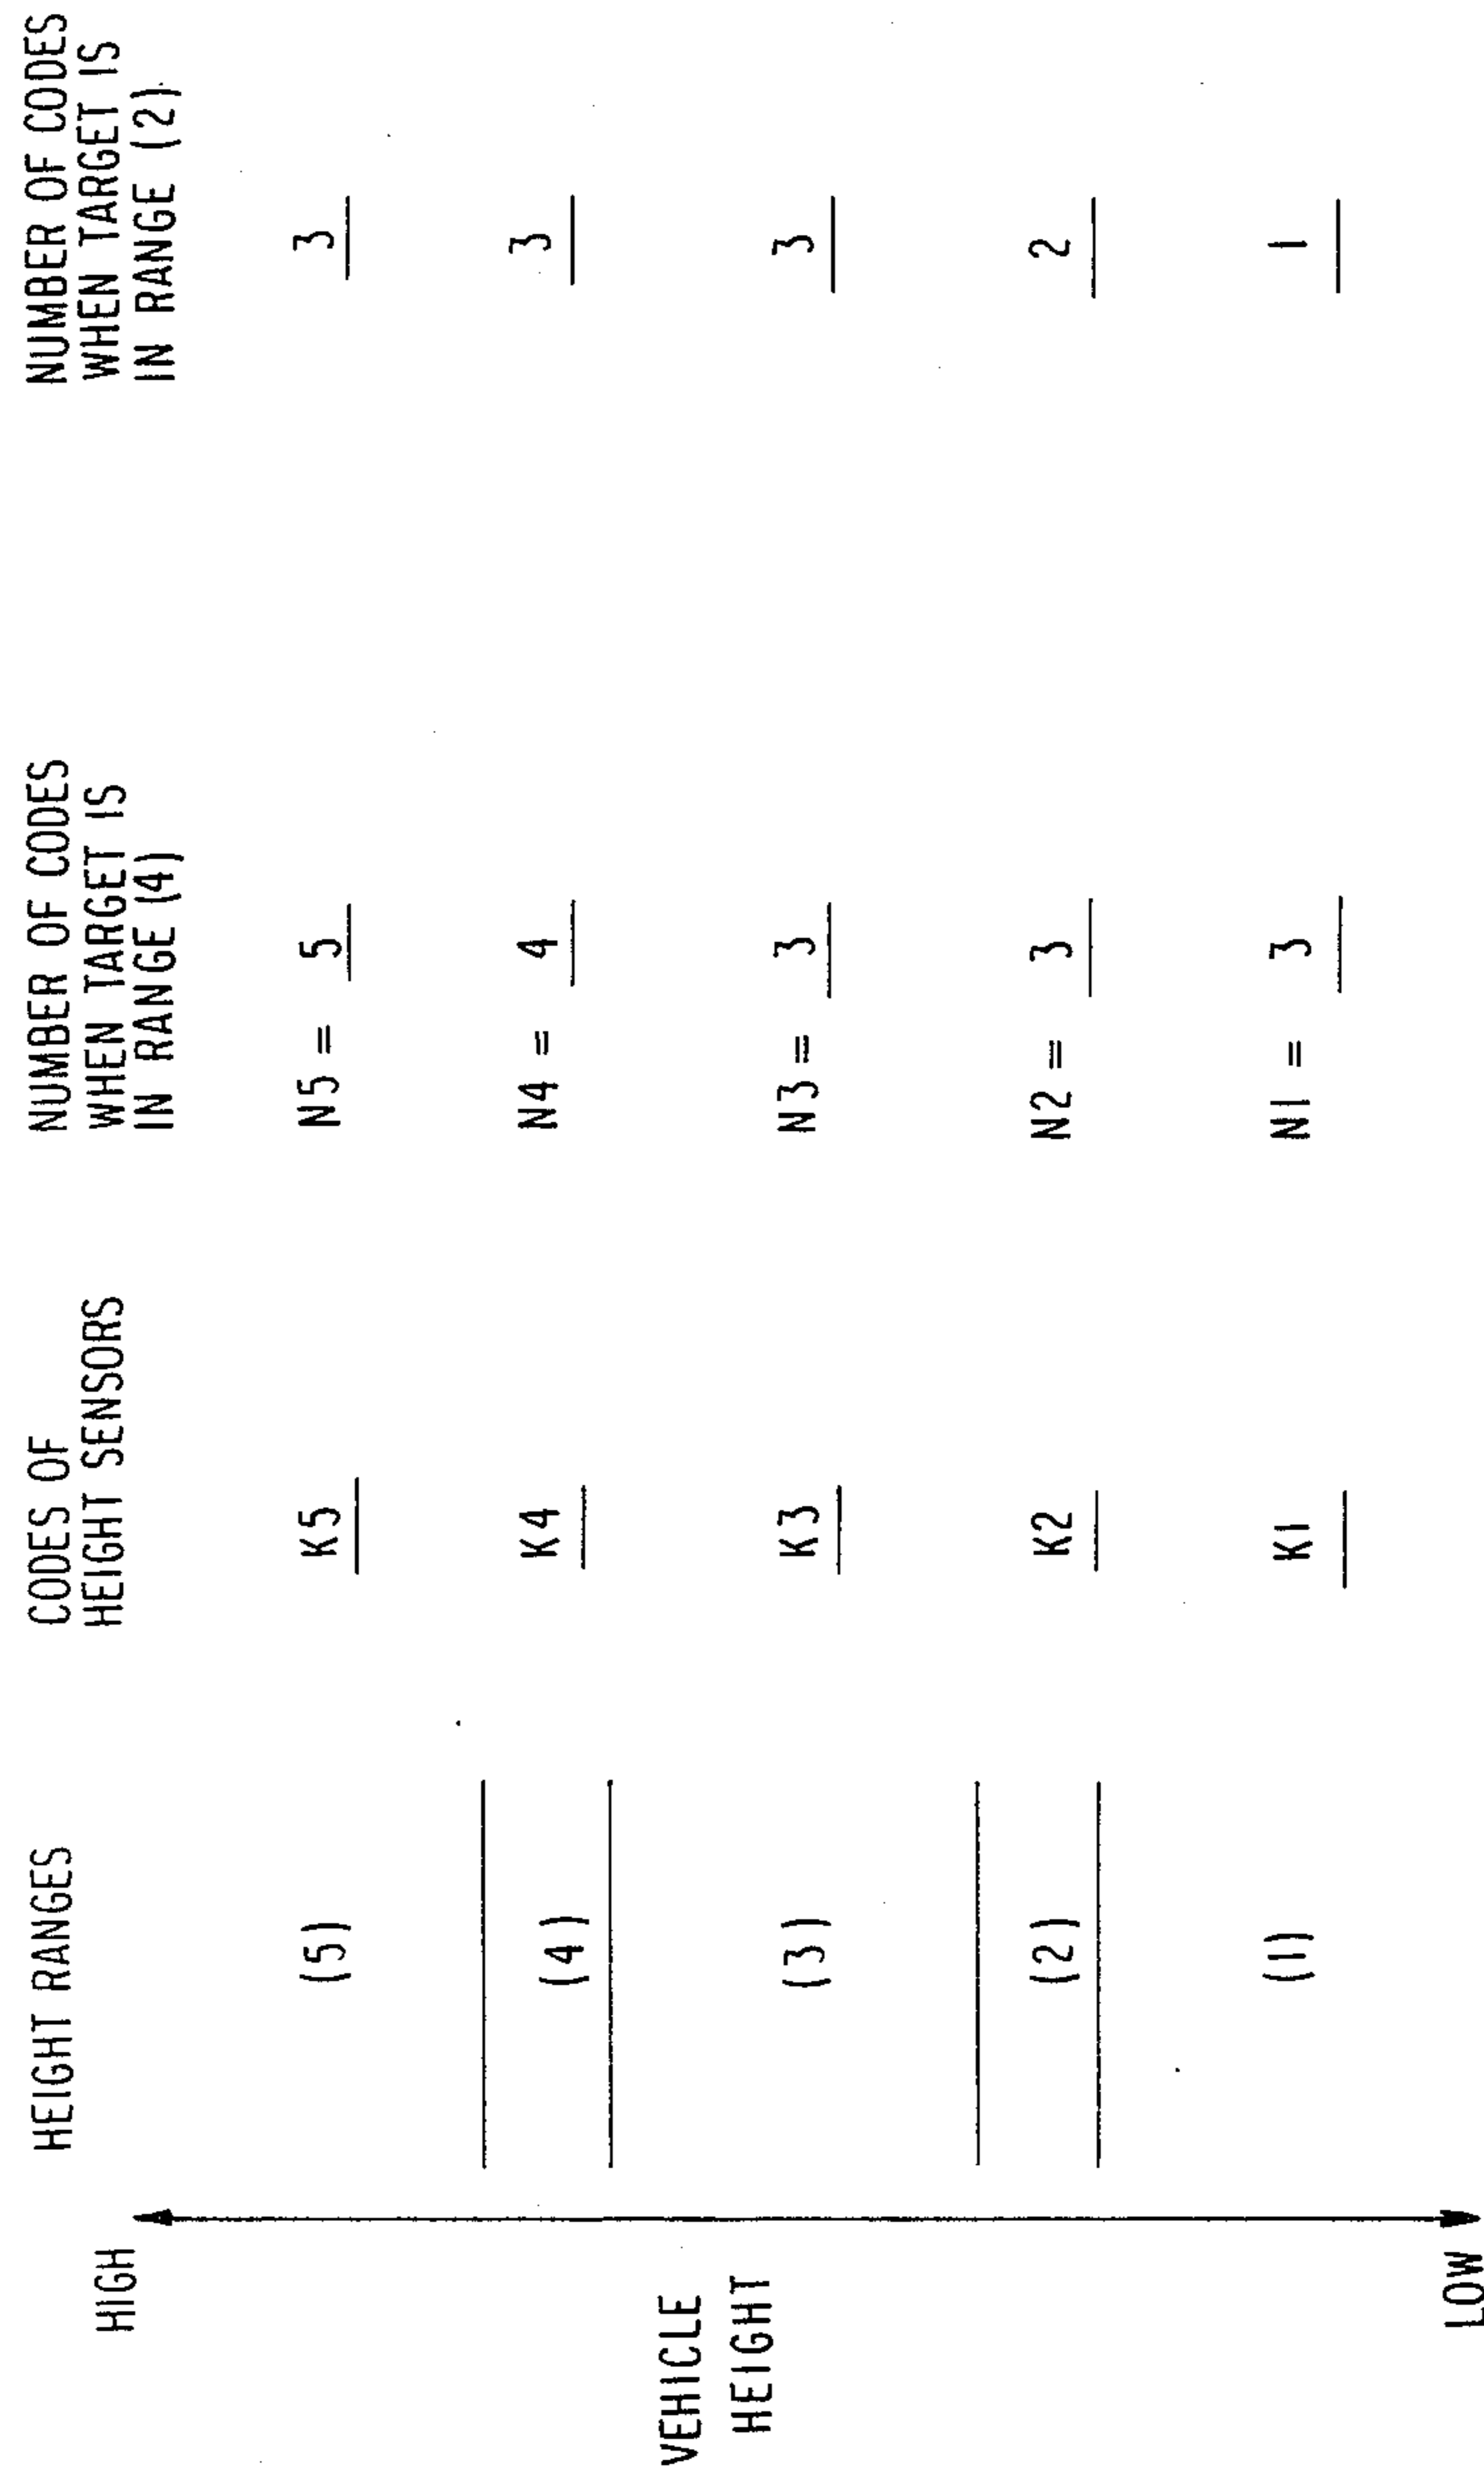 HEIGHT RANGES
CODES OF
HEIGHT SENSORS
NUMBER OF CODES
WHEN TARGET IS
IN RANGE (4)
NUMBER OF CODES
WHEN TARGET IS
IN RANGE (2)
HIGH
(5) K5 N5 = 5 3
(4) K4 N4 = 4 3
VEHICLE
HEIGHT
(3) K3 N3 = 3 3
(2) K2 N2 = 3 2
(1) K1 N1 = 3 1
LOW